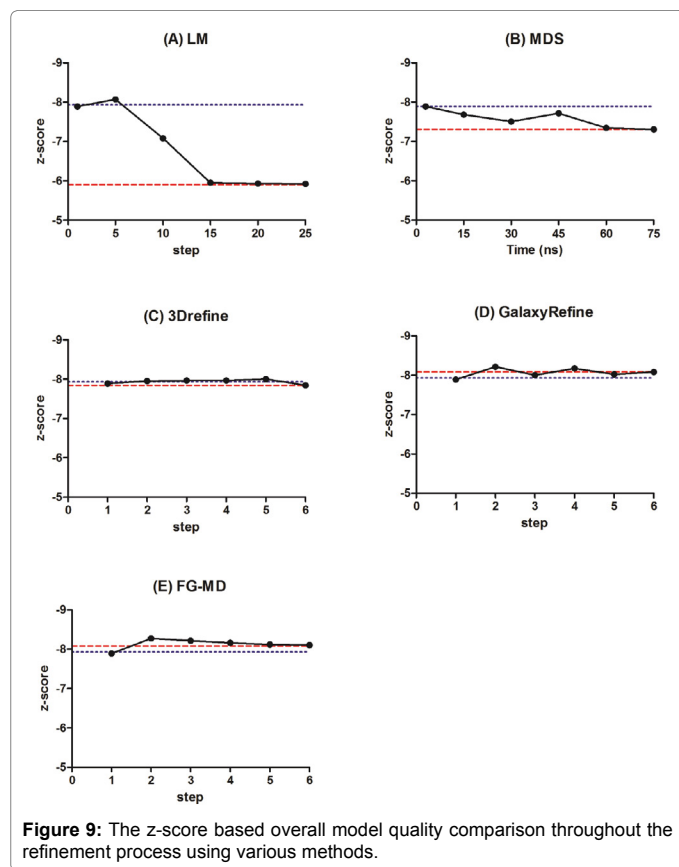 (A) LM
-9
-8
-7
-6
-5
z-score
0 5 10 15 20 25
step
(B) MDS
-9
-8
-7
-6
-5
z-score
0 15 30 45 60 75
Time (ns)
(C) 3Drefine
-9
-8
-7
-6
-5
z-score
0 1 2 3 4 5 6
step
(D) GalaxyRefine
-9
-8
-7
-6
-5
z-score
0 1 2 3 4 5 6
step
(E) FG-MD
-9
-8
-7
-6
-5
z-score
0 1 2 3 4 5 6
step
Figure 9: The z-score based overall model quality comparison throughout the
refinement process using various methods.